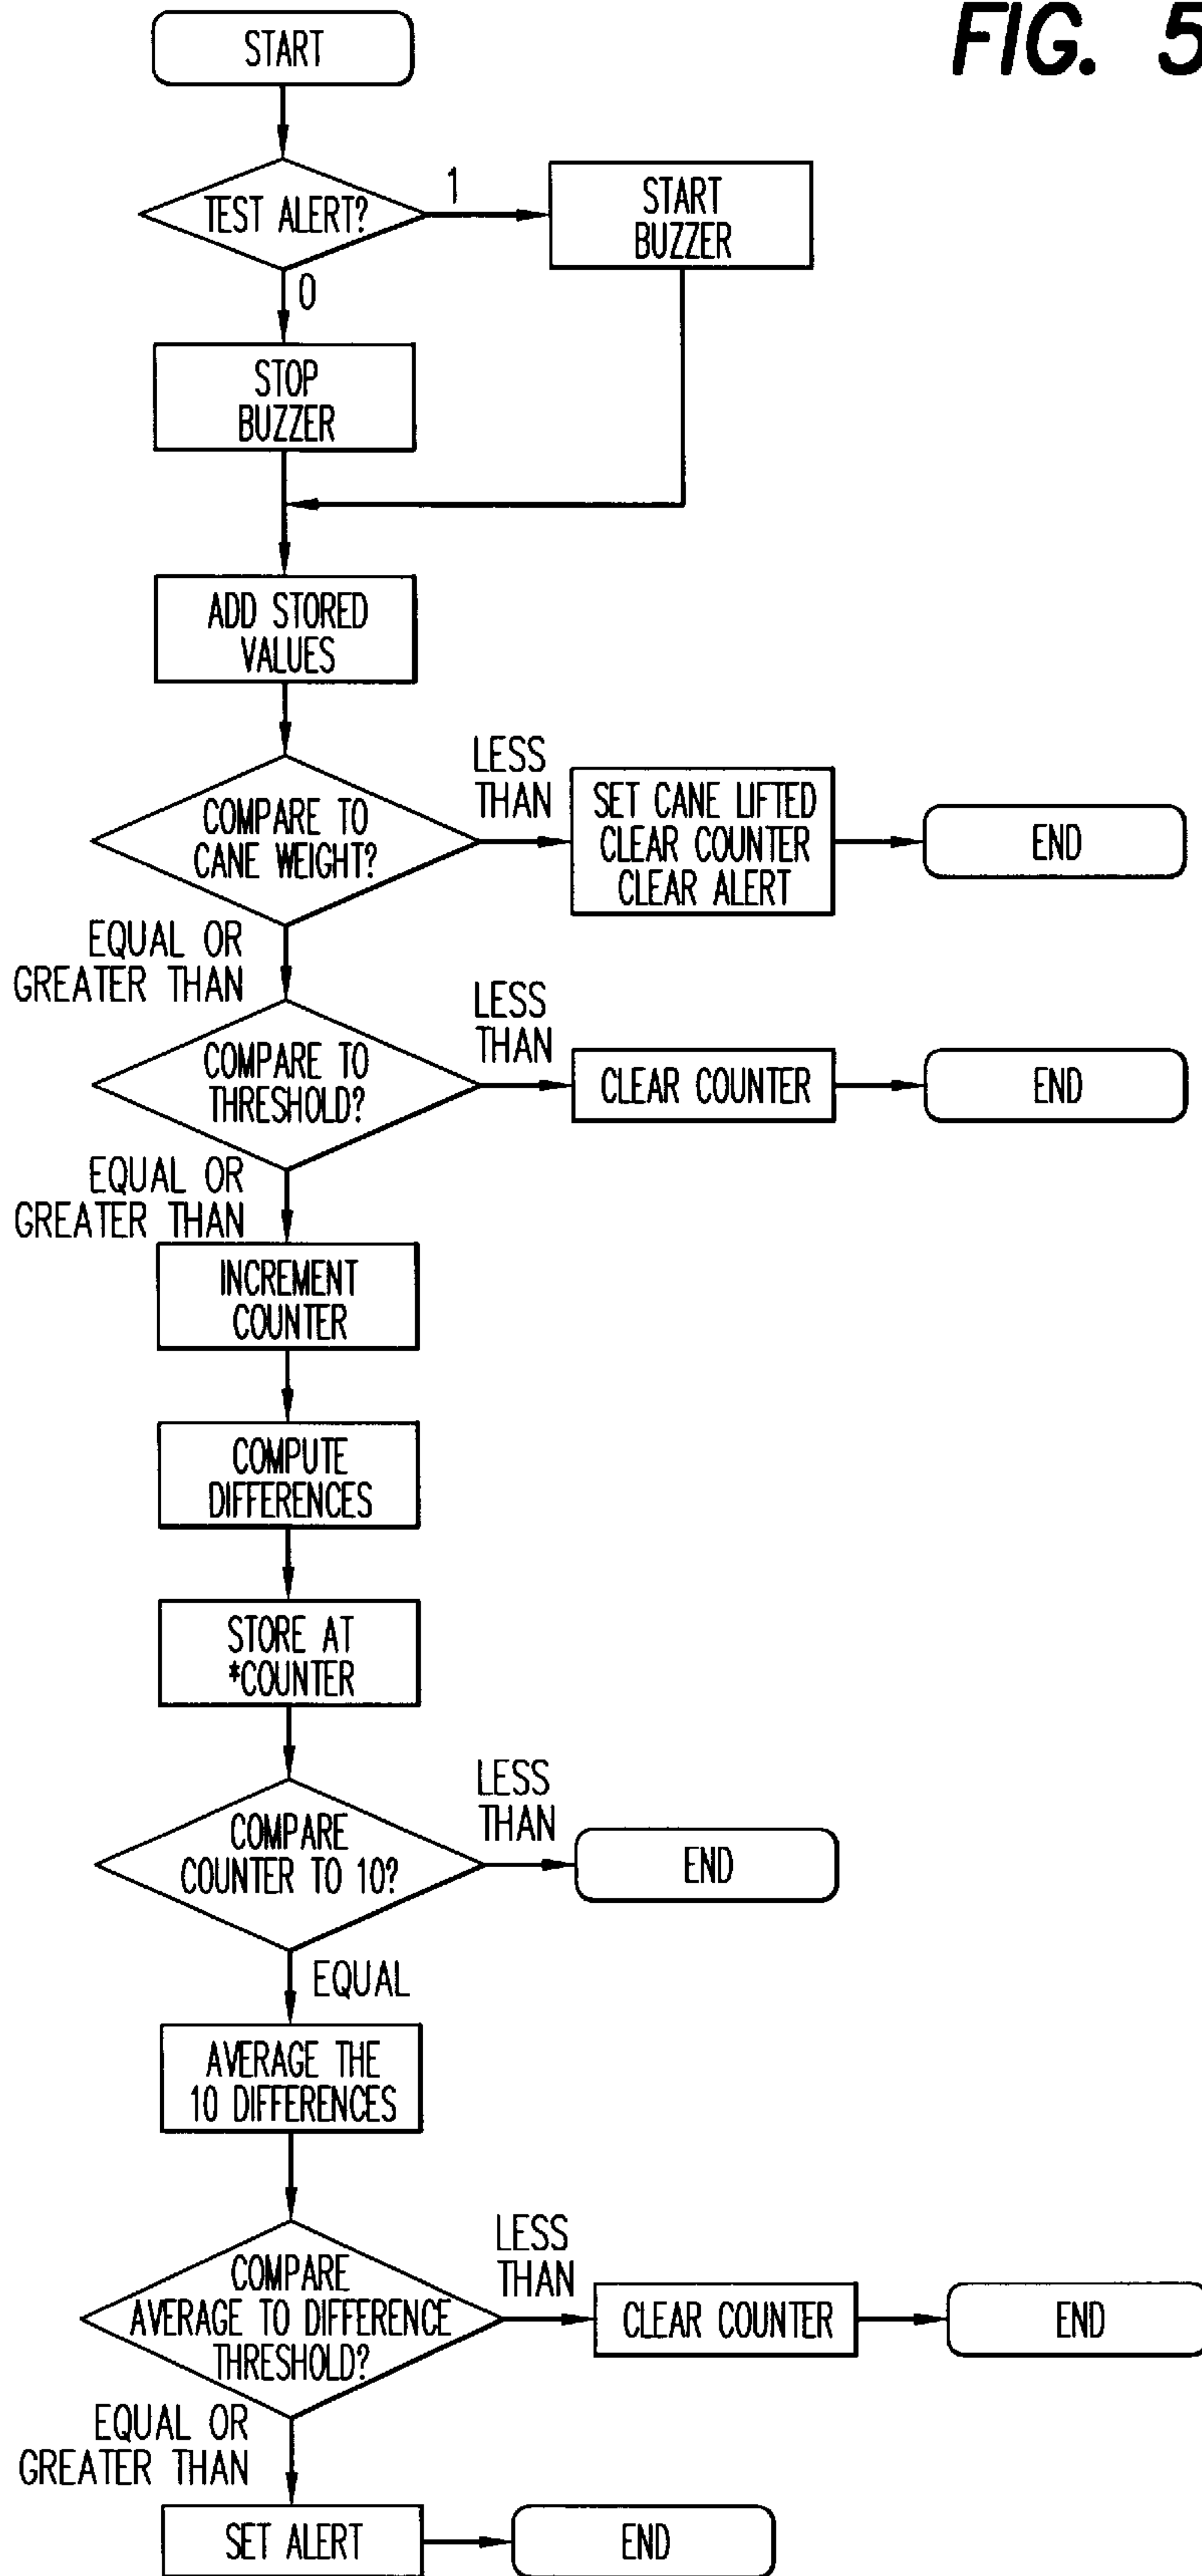 FIG. 5
START
TEST ALERT?
1
START
BUZZER
0
STOP
BUZZER
ADD STORED
VALUES
COMPARE TO
CANE WEIGHT?
LESS
THAN
SET CANE LIFTED
CLEAR COUNTER
CLEAR ALERT
END
EQUAL OR
GREATER THAN
COMPARE TO
THRESHOLD?
LESS
THAN
CLEAR COUNTER
END
EQUAL OR
GREATER THAN
INCREMENT
COUNTER
COMPUTE
DIFFERENCES
STORE AT
*COUNTER
COMPARE
COUNTER TO 10?
LESS
THAN
END
EQUAL
AVERAGE THE
10 DIFFERENCES
COMPARE
AVERAGE TO DIFFERENCE
THRESHOLD?
LESS
THAN
CLEAR COUNTER
END
EQUAL OR
GREATER THAN
SET ALERT
END